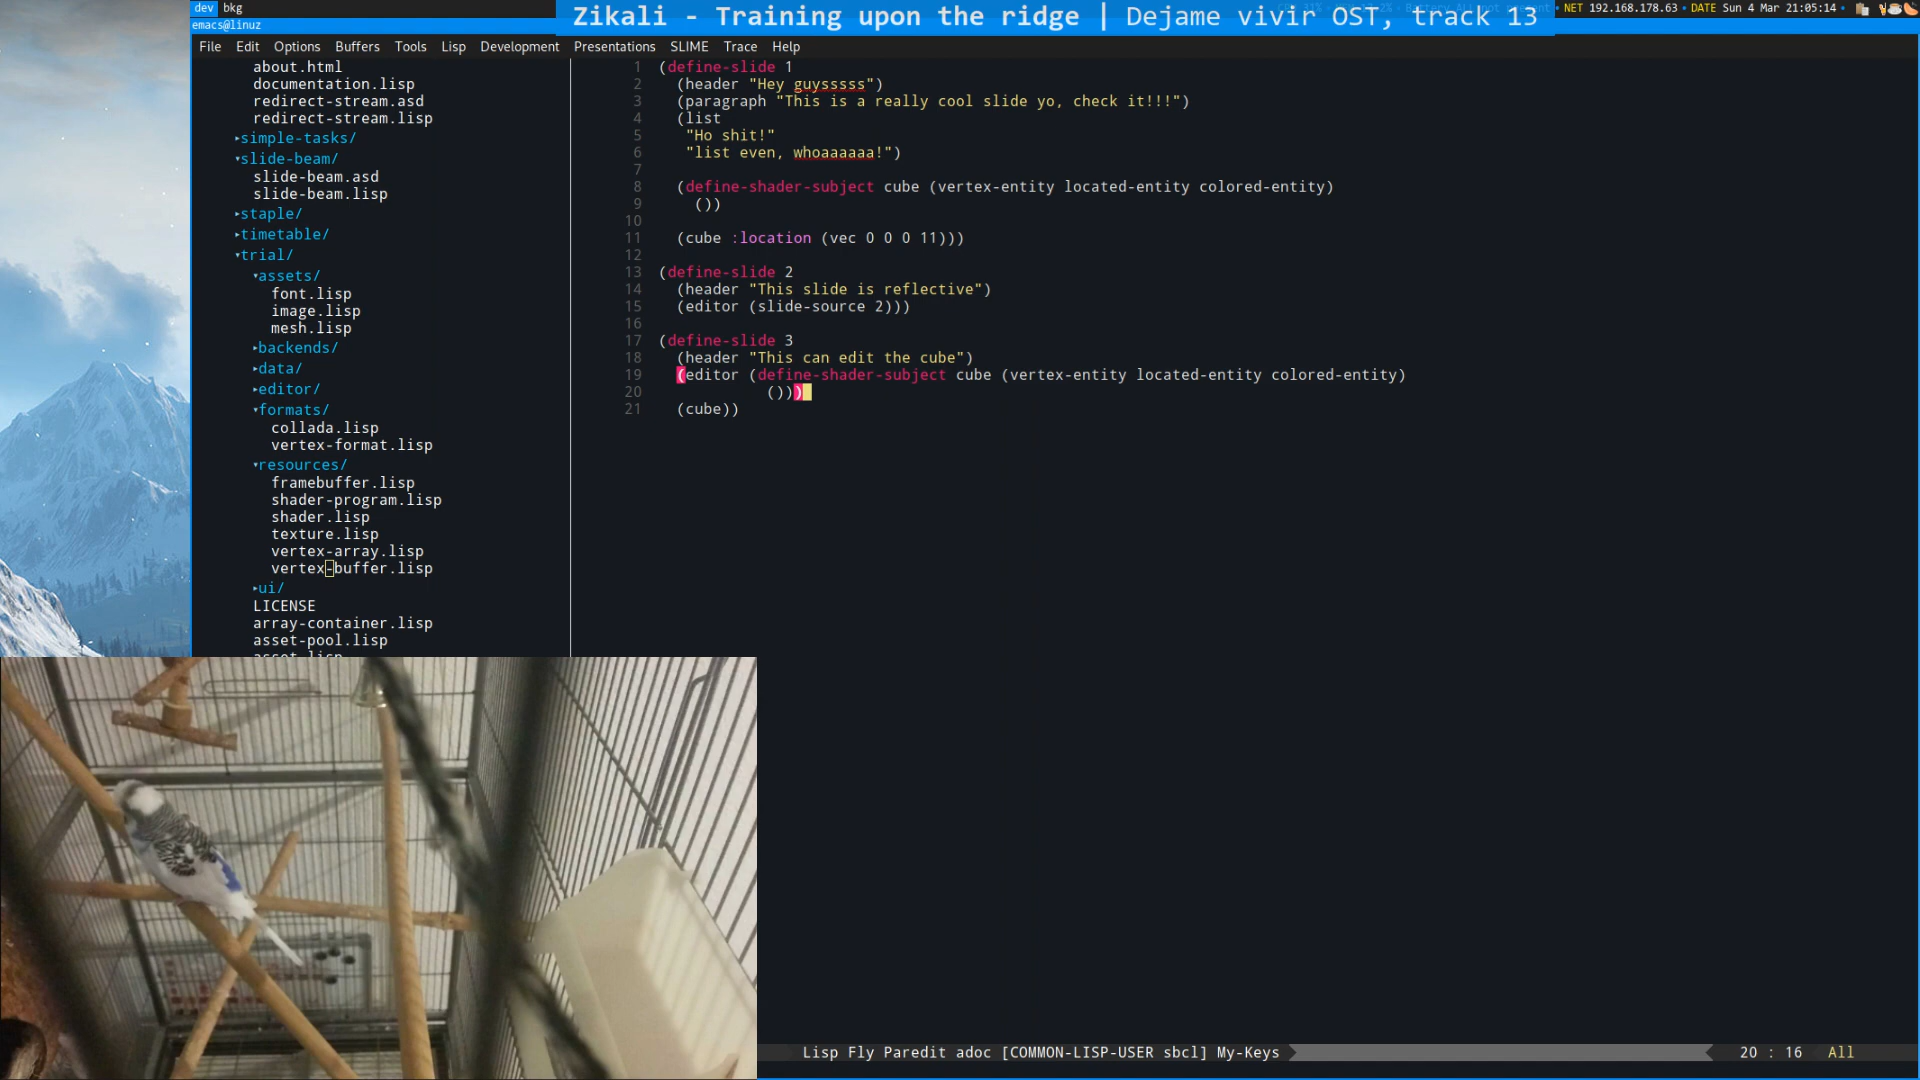 dev bkg
Zikali - Training upon the ridge | Dejame vivir OST, track 13
NET 192.168.178.63 • DATE Sun 4 Mar 21:05:14
emacs@linuz
File Edit Options Buffers Tools Lisp Development Presentations SLIME Trace Help
about.html
documentation.lisp
redirect-stream.asd
redirect-stream.lisp
▸simple-tasks/
▾slide-beam/
slide-beam.asd
slide-beam.lisp
▸staple/
▸timetable/
▾trial/
▾assets/
font.lisp
image.lisp
mesh.lisp
▸backends/
▸data/
▸editor/
▾formats/
collada.lisp
vertex-format.lisp
▾resources/
framebuffer.lisp
shader-program.lisp
shader.lisp
texture.lisp
vertex-array.lisp
vertex-buffer.lisp
▸ui/
LICENSE
array-container.lisp
asset-pool.lisp
asset.lisp
1 (define-slide 1
2 (header "Hey guysssss")
3 (paragraph "This is a really cool slide yo, check it!!!")
4 (list
5 "Ho shit!"
6 "list even, whoaaaaaa!")
7
8 (define-shader-subject cube (vertex-entity located-entity colored-entity)
9 ())
10
11 (cube :location (vec 0 0 0 11)))
12
13 (define-slide 2
14 (header "This slide is reflective")
15 (editor (slide-source 2)))
16
17 (define-slide 3
18 (header "This can edit the cube")
19 (editor (define-shader-subject cube (vertex-entity located-entity colored-entity)
20 ()))
21 (cube))
Lisp Fly Paredit adoc [COMMON-LISP-USER sbcl] My-Keys 20 : 16 All